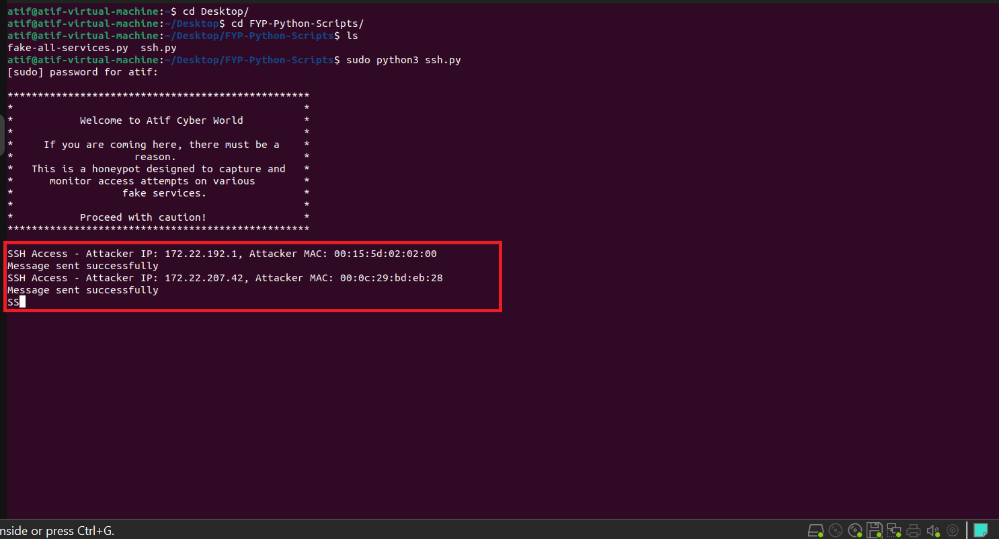 atif@atif-virtual-machine:~$ cd Desktop/
atif@atif-virtual-machine:~/Desktop$ cd FYP-Python-Scripts/
atif@atif-virtual-machine:~/Desktop/FYP-Python-Scripts$ ls
fake-all-services.py  ssh.py
atif@atif-virtual-machine:~/Desktop/FYP-Python-Scripts$ sudo python3 ssh.py
[sudo] password for atif:
**************************************************
*                                                *
*           Welcome to Atif Cyber World          *
*                                                *
*     If you are coming here, there must be a    *
*                    reason.                     *
*   This is a honeypot designed to capture and   *
*      monitor access attempts on various        *
*                  fake services.                *
*                                                *
*           Proceed with caution!                *
**************************************************
SSH Access - Attacker IP: 172.22.192.1, Attacker MAC: 00:15:5d:02:02:00
Message sent successfully
SSH Access - Attacker IP: 172.22.207.42, Attacker MAC: 00:0c:29:bd:eb:28
Message sent successfully
SS
nside or press Ctrl+G.